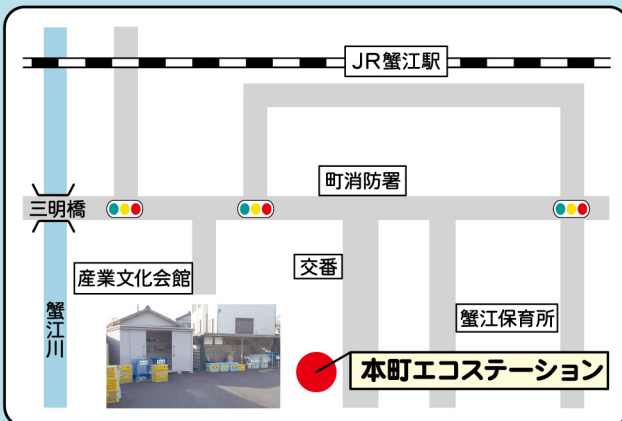 JR蟹江駅
町消防署
三明橋
産業文化会館
交番
蟹江川
蟹江保育所
本町エコステーション